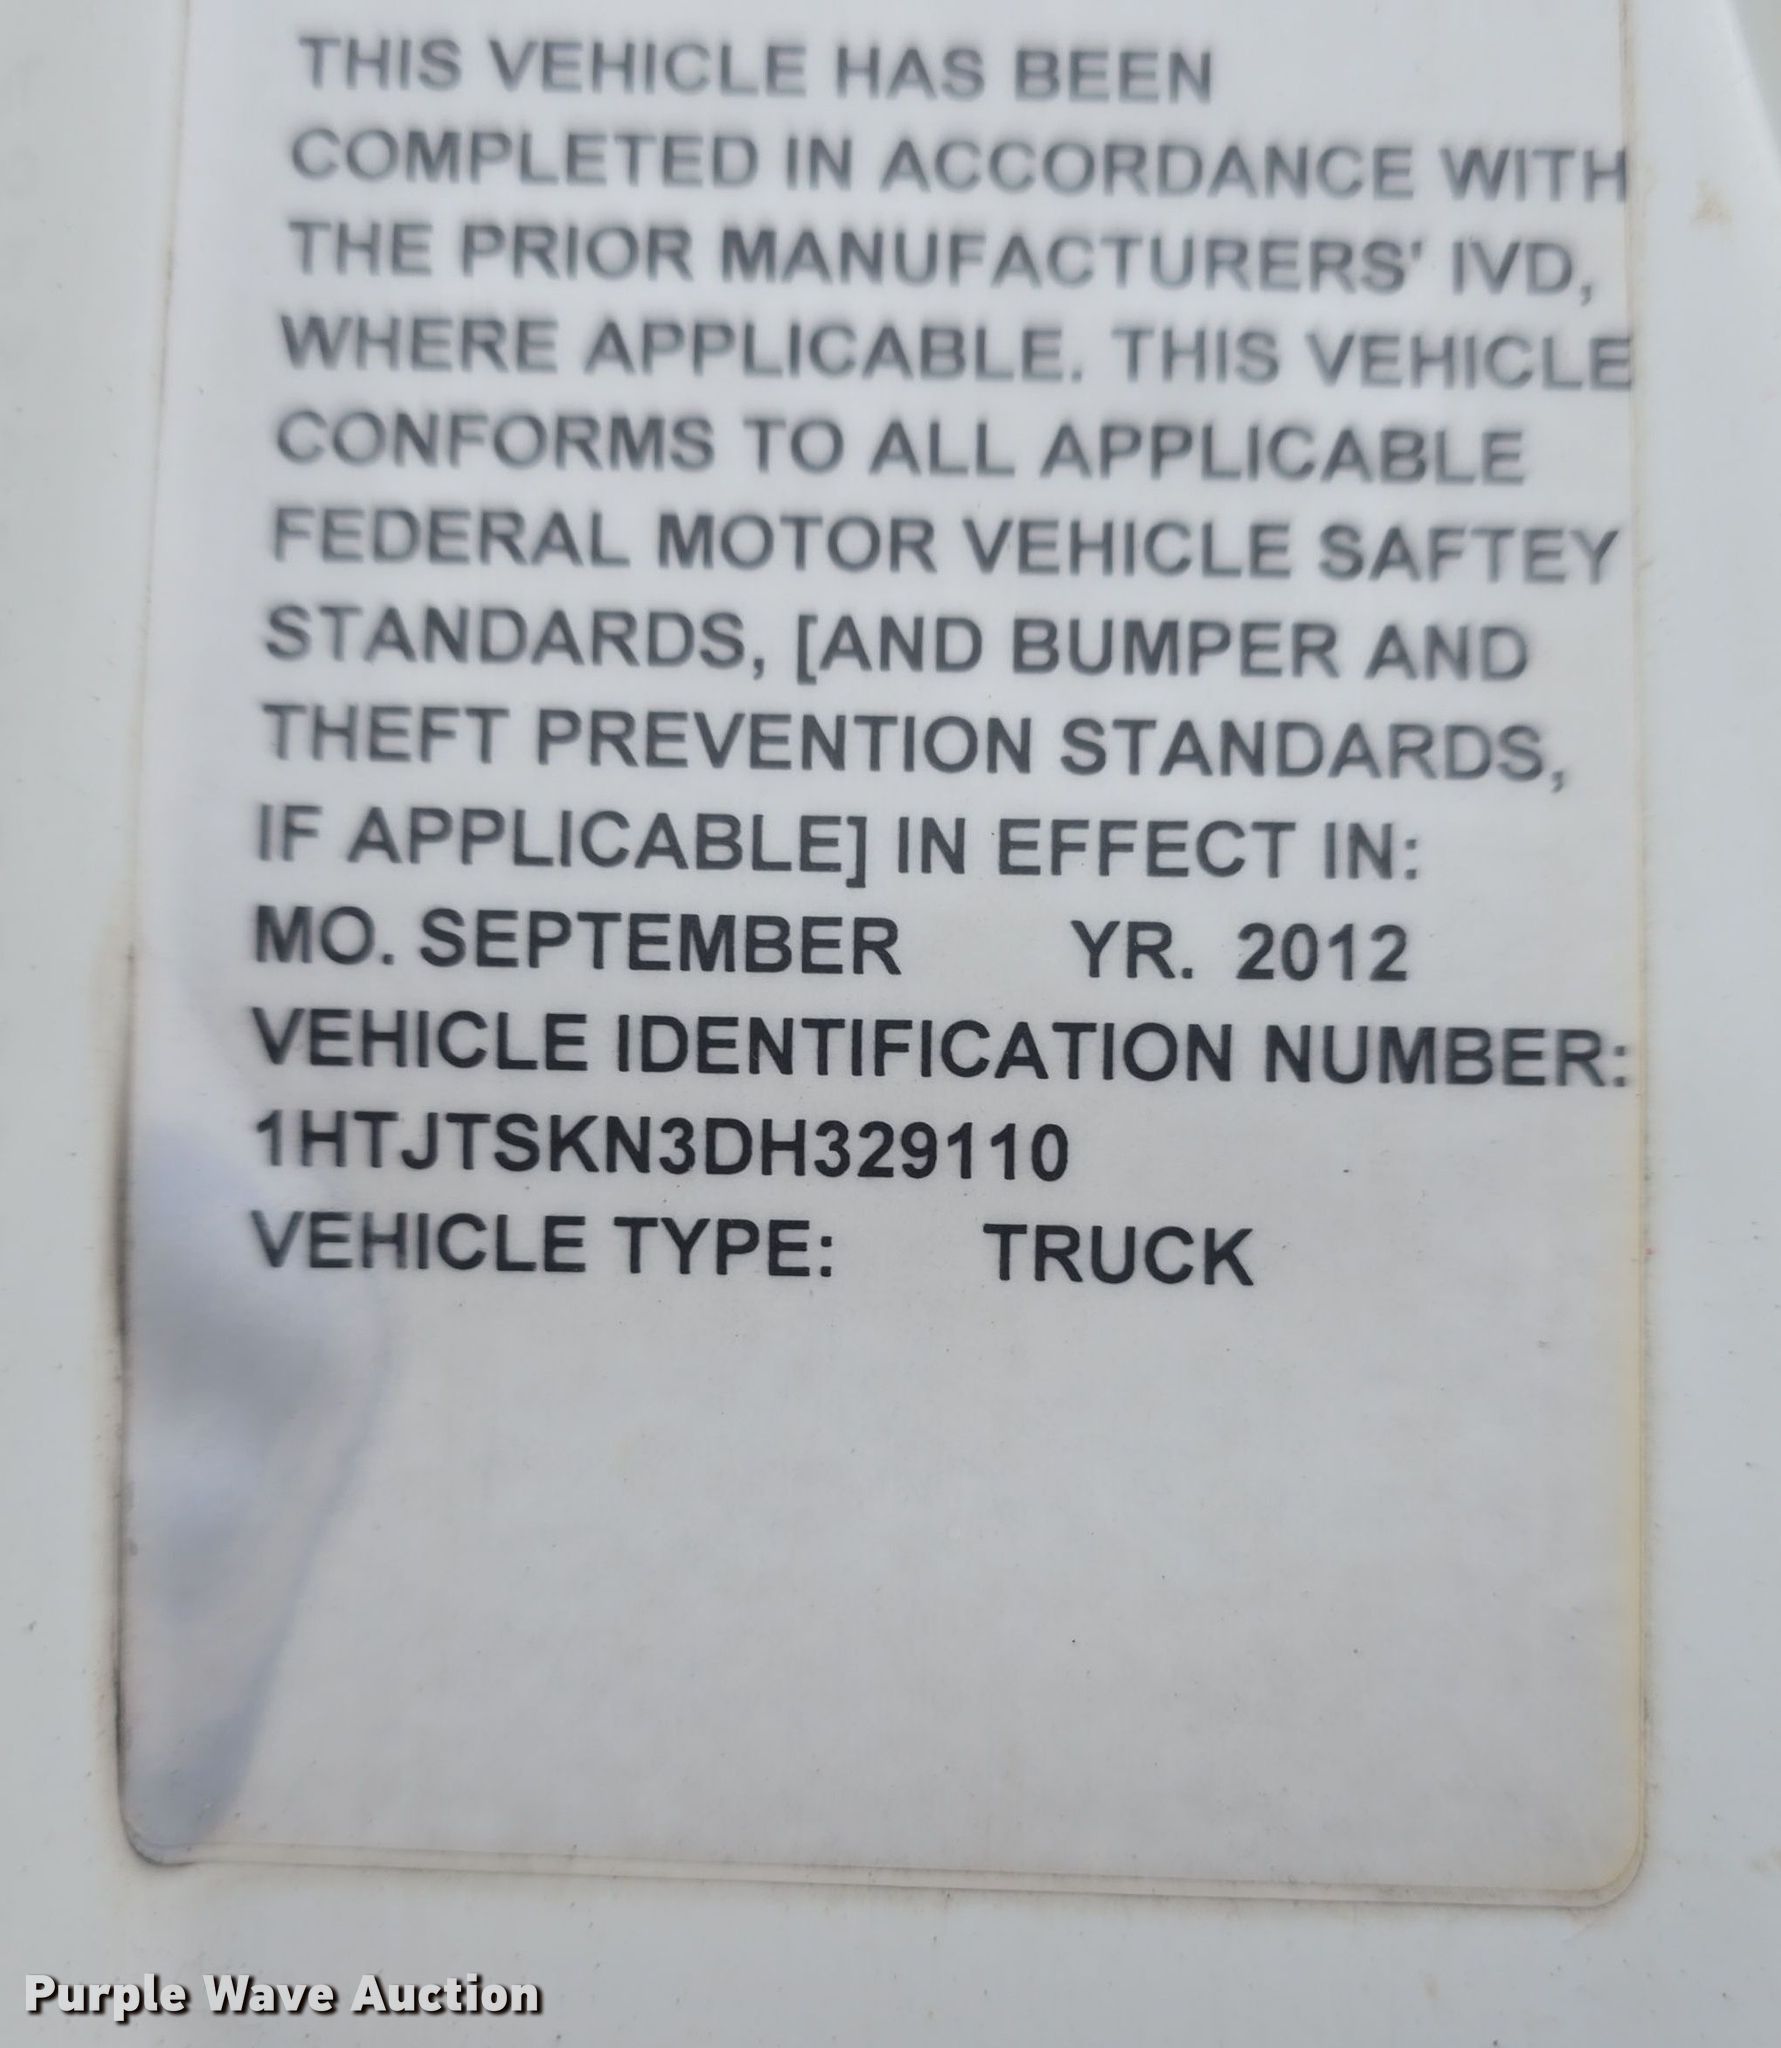 THIS VEHICLE HAS BEEN
COMPLETED IN ACCORDANCE WITH
THE PRIOR MANUFACTURERS' IVD,
WHERE APPLICABLE. THIS VEHICLE
CONFORMS TO ALL APPLICABLE
FEDERAL MOTOR VEHICLE SAFTEY
STANDARDS, [AND BUMPER AND
THEFT PREVENTION STANDARDS,
IF APPLICABLE] IN EFFECT IN:
MO. SEPTEMBER YR. 2012
VEHICLE IDENTIFICATION NUMBER:
1HTJTSKN3DH329110
VEHICLE TYPE: TRUCK
Purple Wave Auction